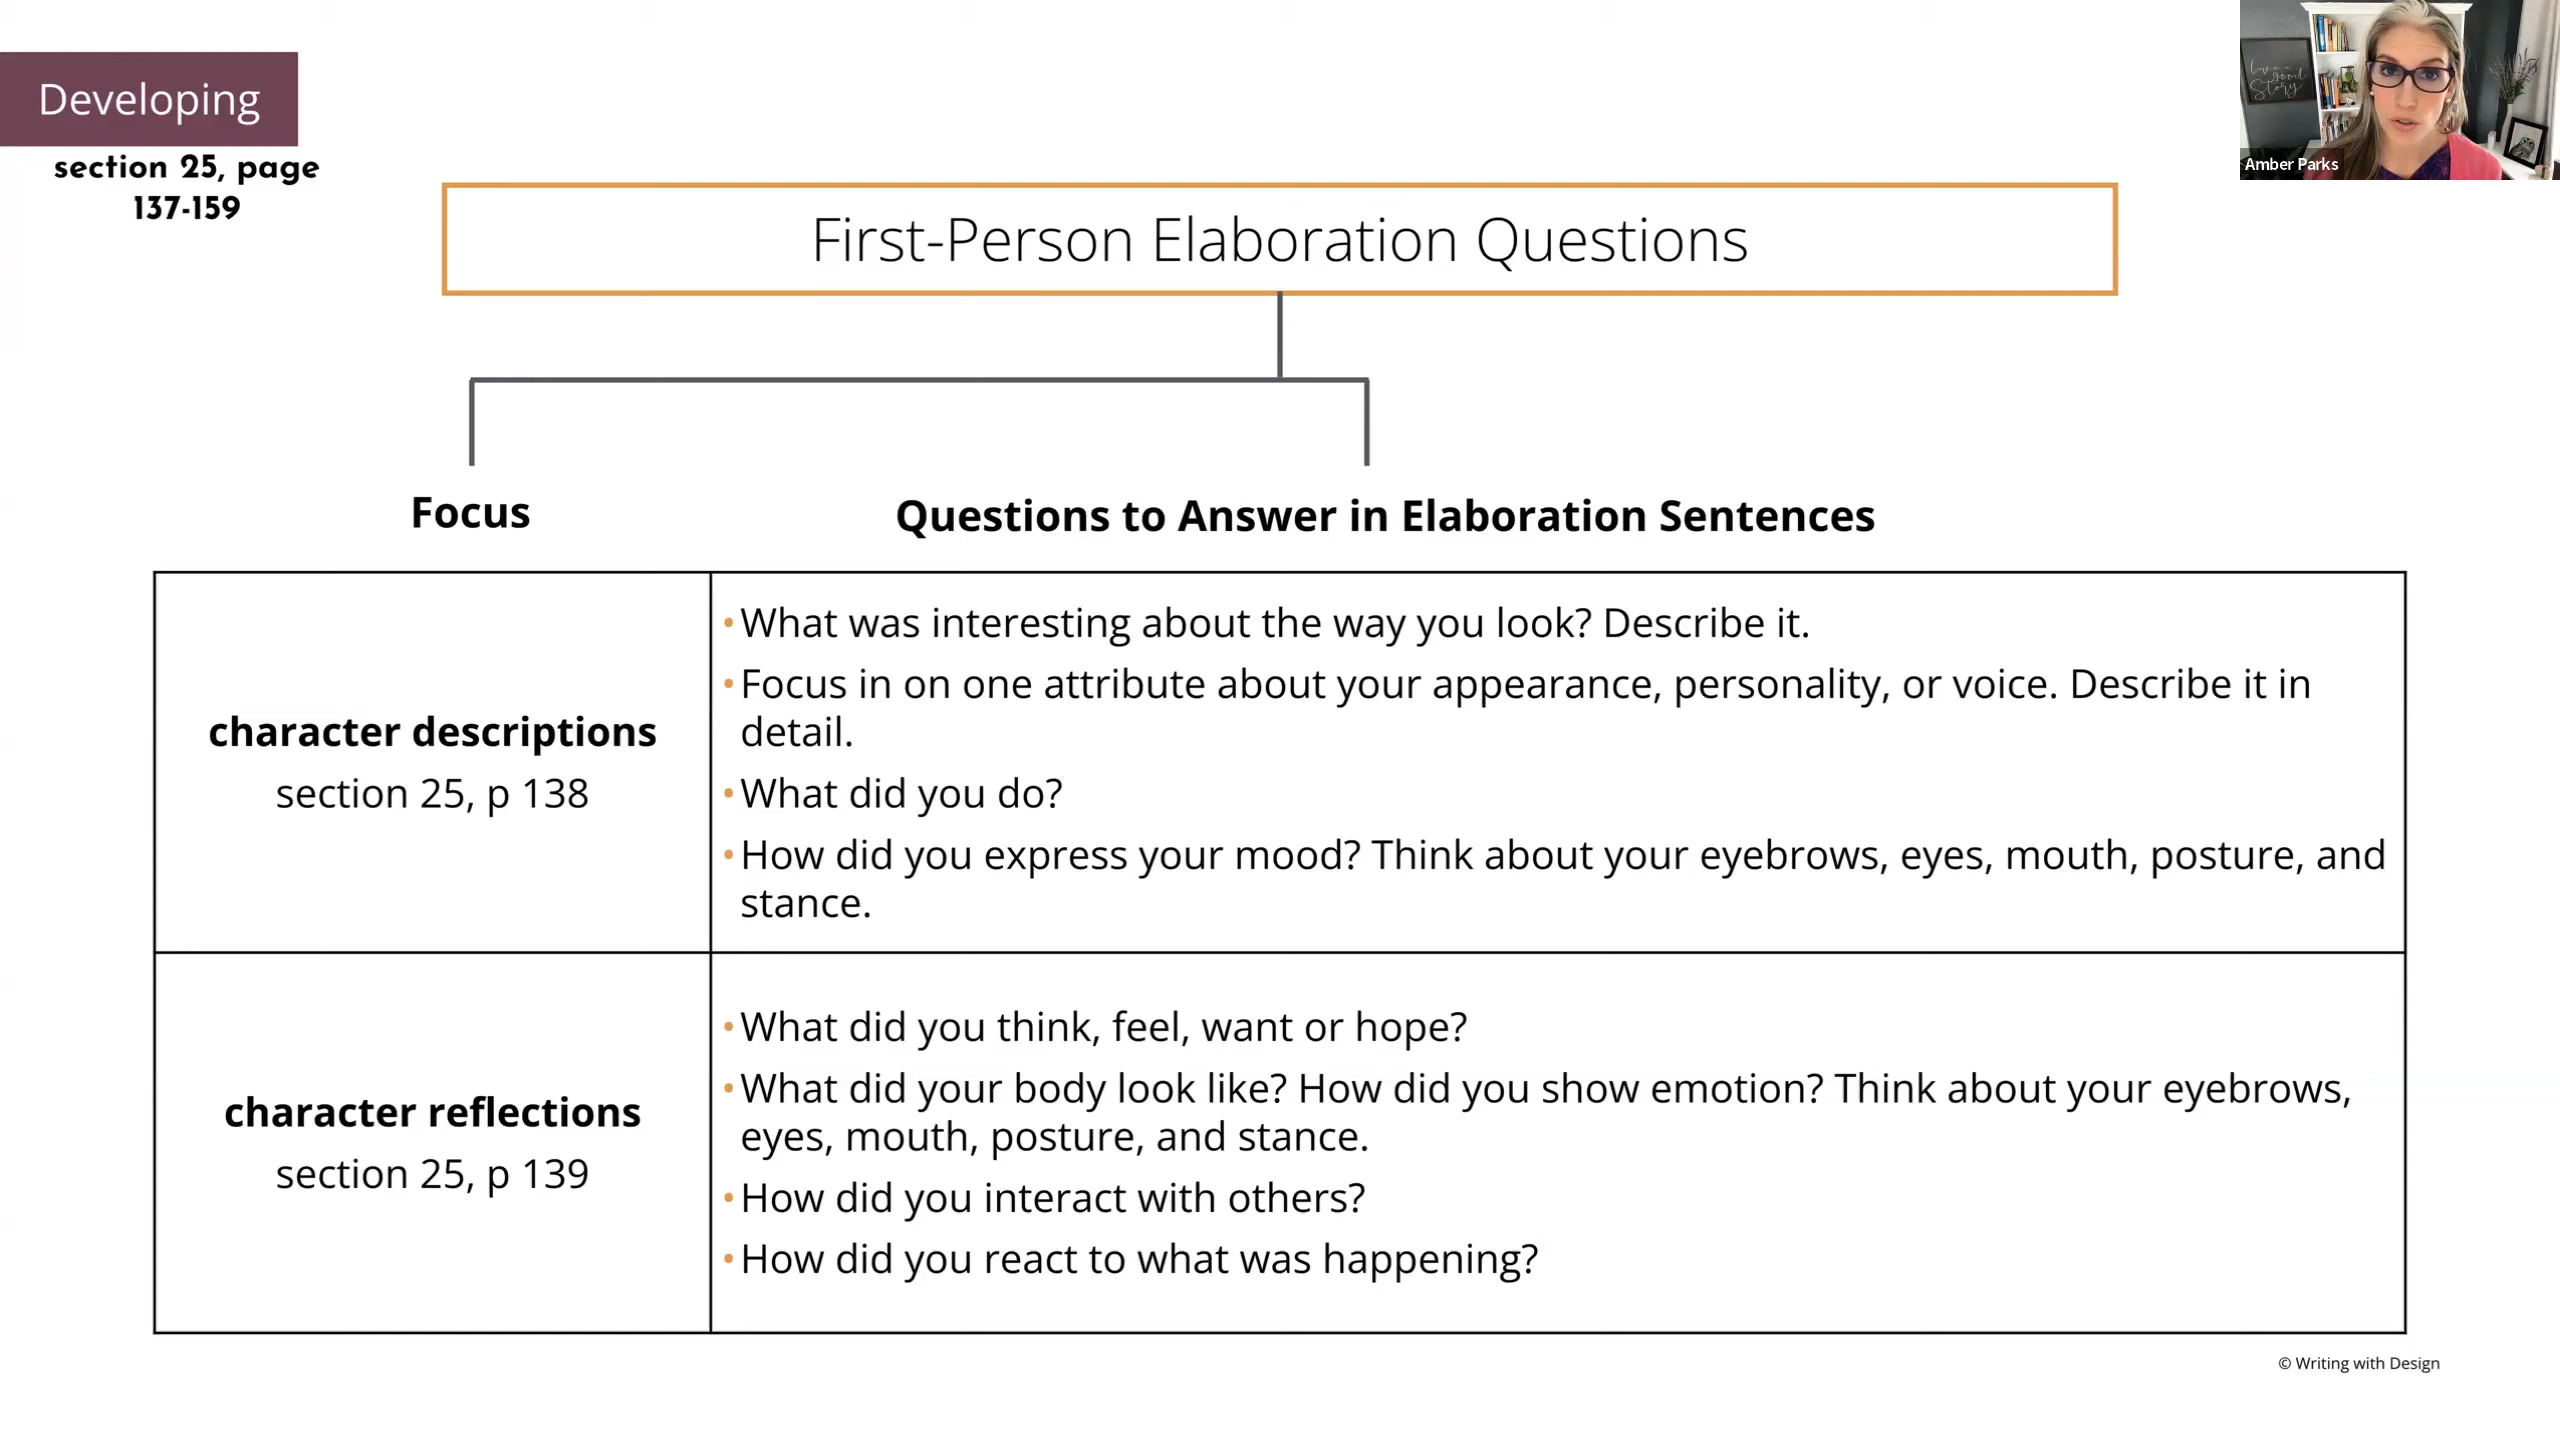 Developing
section 25, page
137-159
love a
good
Story
Amber Parks
First-Person Elaboration Questions
Focus
Questions to Answer in Elaboration Sentences
character descriptions
section 25, p 138
•What was interesting about the way you look? Describe it.
•Focus in on one attribute about your appearance, personality, or voice. Describe it in
detail.
•What did you do?
•How did you express your mood? Think about your eyebrows, eyes, mouth, posture, and
stance.
character reflections
section 25, p 139
•What did you think, feel, want or hope?
•What did your body look like? How did you show emotion? Think about your eyebrows,
eyes, mouth, posture, and stance.
•How did you interact with others?
•How did you react to what was happening?
© Writing with Design